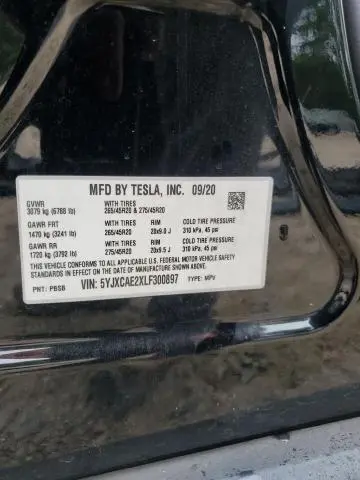 MFD BY TESLA, INC. 09/20
GVWR WITH TIRES
3079 kg (6788 lb) 265/45R20 & 275/45R20
GAWR FRT WITH TIRES RIM COLD TIRE PRESSURE
1470 kg (3241 lb) 265/45R20 20x9.0 J 310 kPa, 45 psi
GAWR RR WITH TIRES RIM COLD TIRE PRESSURE
1720 kg (3792 lb) 275/45R20 20x9.5 J 310 kPa, 45 psi
THIS VEHICLE CONFORMS TO ALL APPLICABLE U.S. FEDERAL MOTOR VEHICLE SAFETY
STANDARDS IN EFFECT ON THE DATE OF MANUFACTURE SHOWN ABOVE.
PNT: PBSB VIN: 5YJXCAE2XLF300897 TYPE: MPV